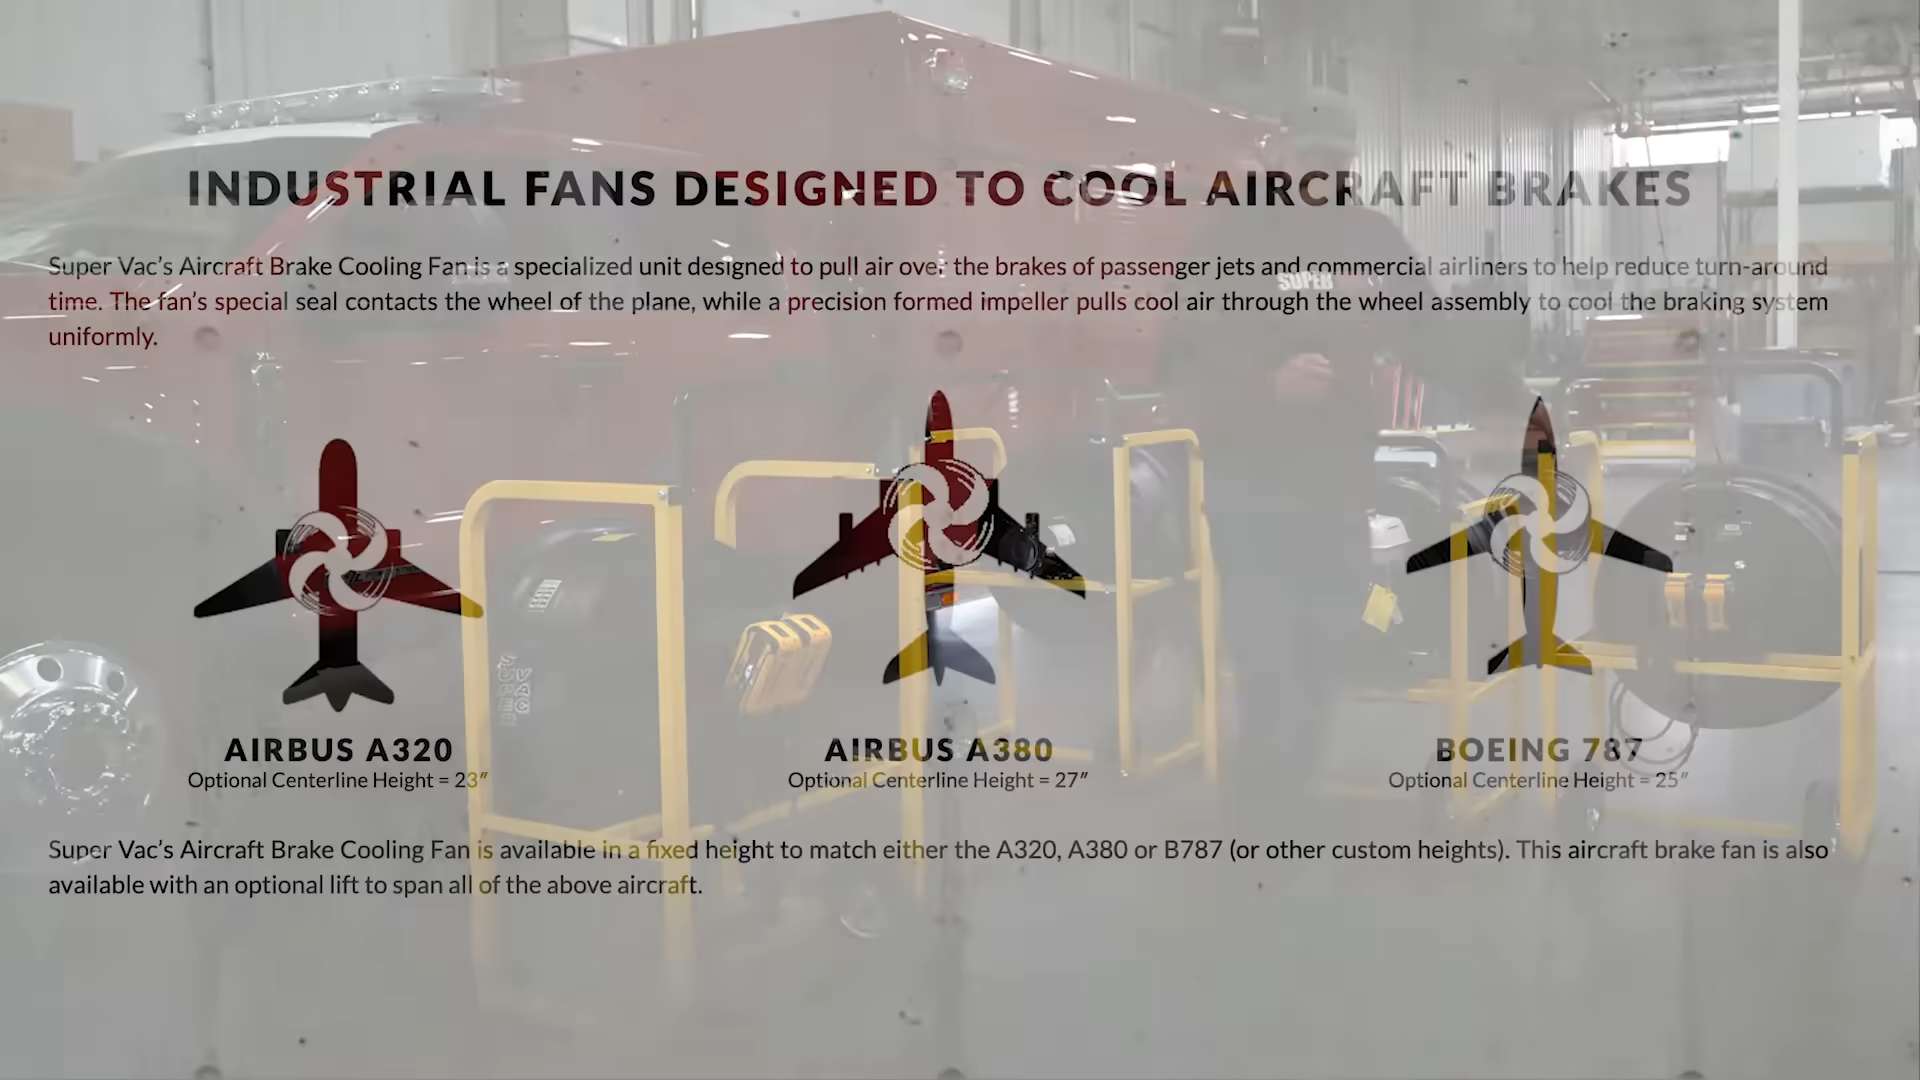 INDUSTRIAL FANS DESIGNED TO COOL AIRCRAFT BRAKES
Super Vac's Aircraft Brake Cooling Fan is a specialized unit designed to pull air over the brakes of passenger jets and commercial airliners to help reduce turn-around
time. The fan's special seal contacts the wheel of the plane, while a precision formed impeller pulls cool air through the wheel assembly to cool the braking system
uniformly.
SUPER
SUPER
VAC
AIRBUS A320
Optional Centerline Height = 23″
AIRBUS A380
Optional Centerline Height = 27″
BOEING 787
Optional Centerline Height = 25″
Super Vac's Aircraft Brake Cooling Fan is available in a fixed height to match either the A320, A380 or B787 (or other custom heights). This aircraft brake fan is also
available with an optional lift to span all of the above aircraft.